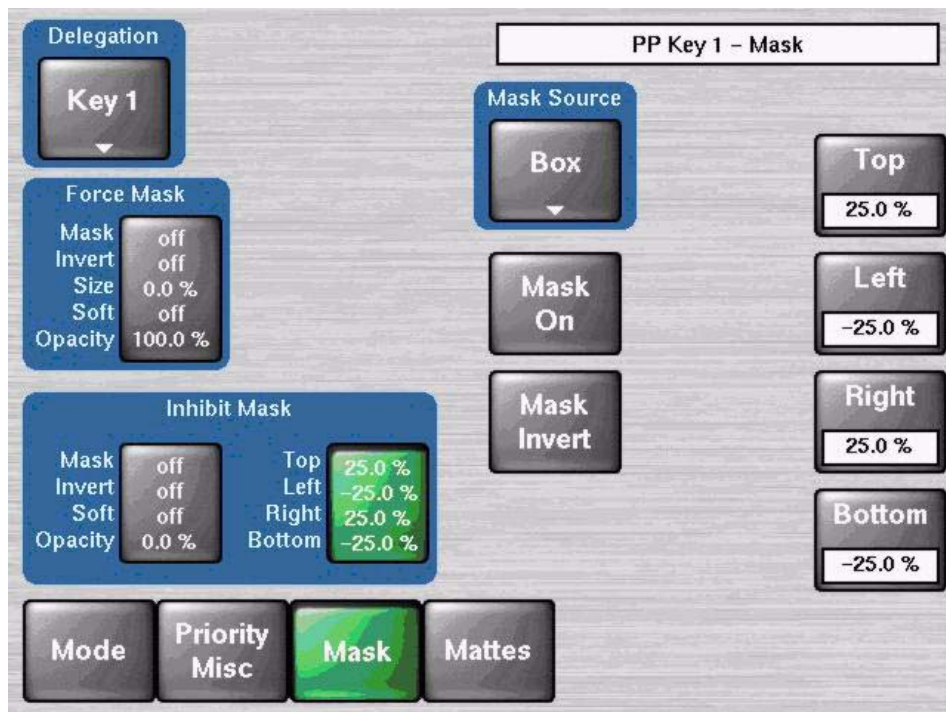 Delegation
Key 1
PP Key 1 – Mask
Mask Source
Box
Force Mask
Mask off
Invert off
Size 0.0 %
Soft off
Opacity 100.0 %
Mask
On
Mask
Invert
Top
25.0 %
Left
-25.0 %
Right
25.0 %
Bottom
-25.0 %
Inhibit Mask
Mask off
Invert off
Soft off
Opacity 0.0 %
Top 25.0 %
Left -25.0 %
Right 25.0 %
Bottom -25.0 %
Mode
Priority
Misc
Mask
Mattes